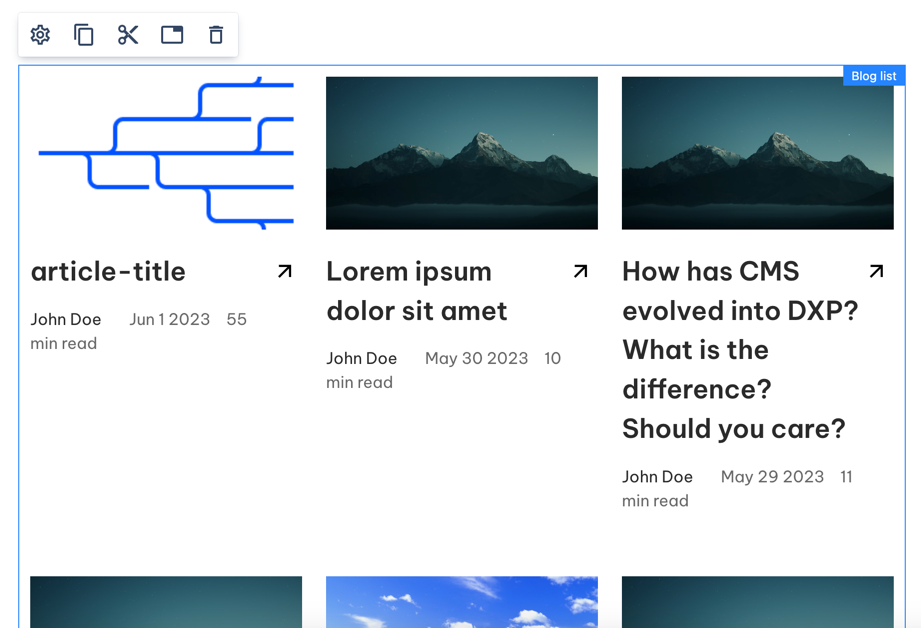 Blog list
article-title
John Doe Jun 1 2023 55
min read
Lorem ipsum
dolor sit amet
John Doe May 30 2023 10
min read
How has CMS
evolved into DXP?
What is the
difference?
Should you care?
John Doe May 29 2023 11
min read